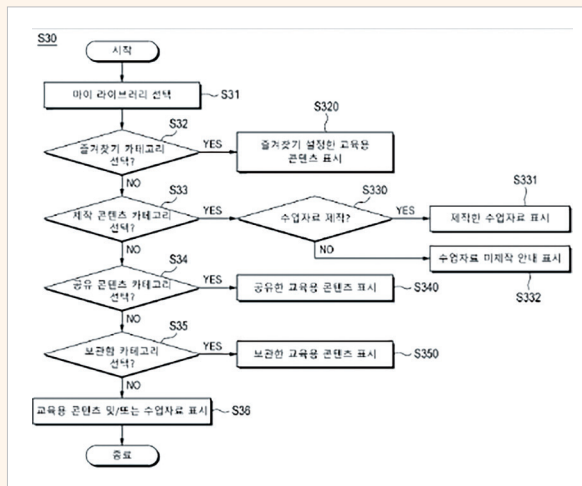 S30
시작
마이 라이브러리 선택
S31
S32
즐겨찾기 카테고리
선택?
YES
S320
즐겨찾기 설정한 교육용
콘텐츠 표시
NO
S33
제작 콘텐츠 카테고리
선택?
YES
S330
수업자료 제작?
YES
S331
제작한 수업자료 표시
NO
수업자료 미제작 안내 표시
S332
NO
S34
공유 콘텐츠 카테고리
선택?
YES
공유한 교육용 콘텐츠 표시
S340
NO
S35
보관함 카테고리
선택?
YES
보관한 교육용 콘텐츠 표시
S350
NO
교육용 콘텐츠 및/또는 수업자료 표시
S36
종료